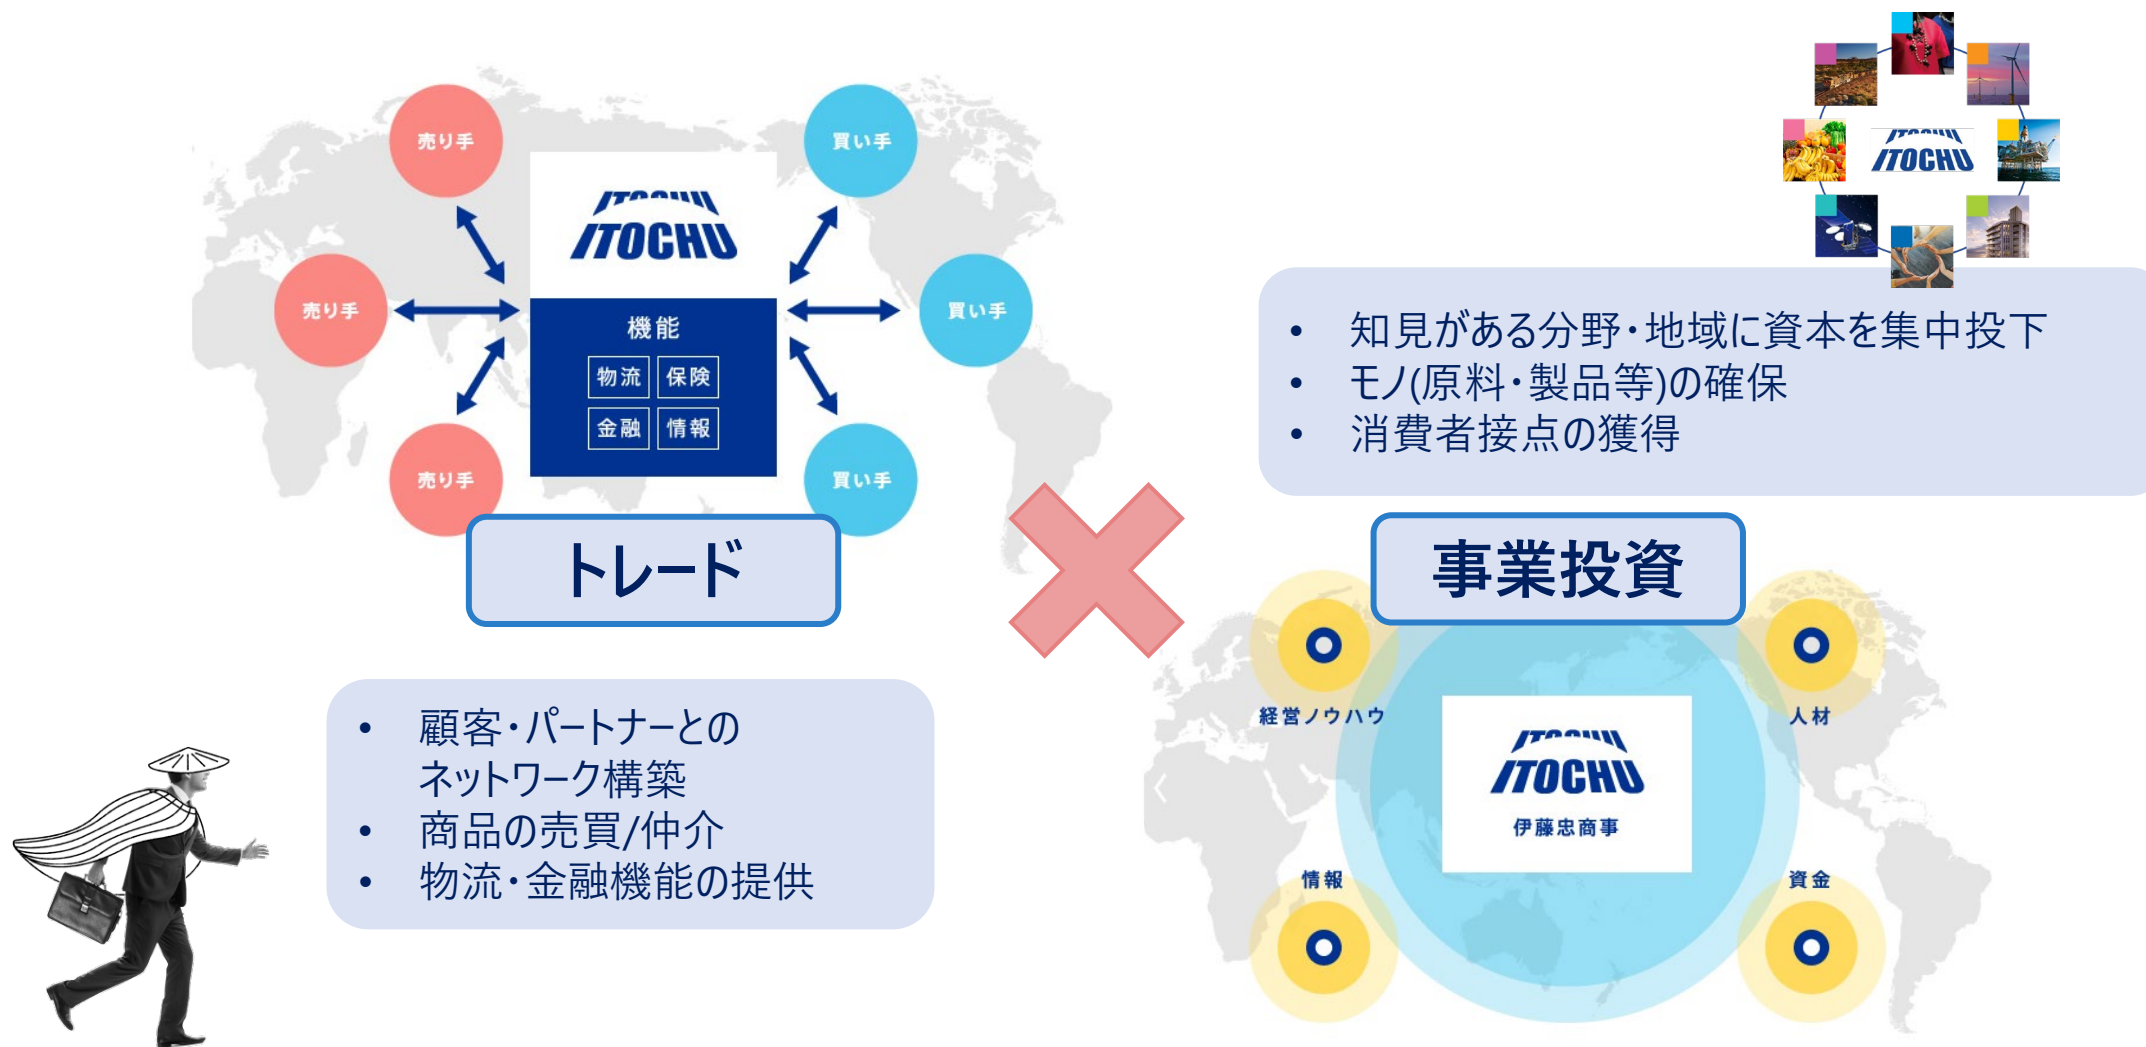 売り手
買い手
ITOCHU
売り手
買い手
機能
物流 保険
金融 情報
売り手
買い手
トレード
• 顧客・パートナーとの
ネットワーク構築
• 商品の売買/仲介
• 物流・金融機能の提供
ITOCHU
• 知見がある分野・地域に資本を集中投下
• モノ(原料・製品等)の確保
• 消費者接点の獲得
事業投資
経営ノウハウ
人材
ITOCHU
伊藤忠商事
情報
資金